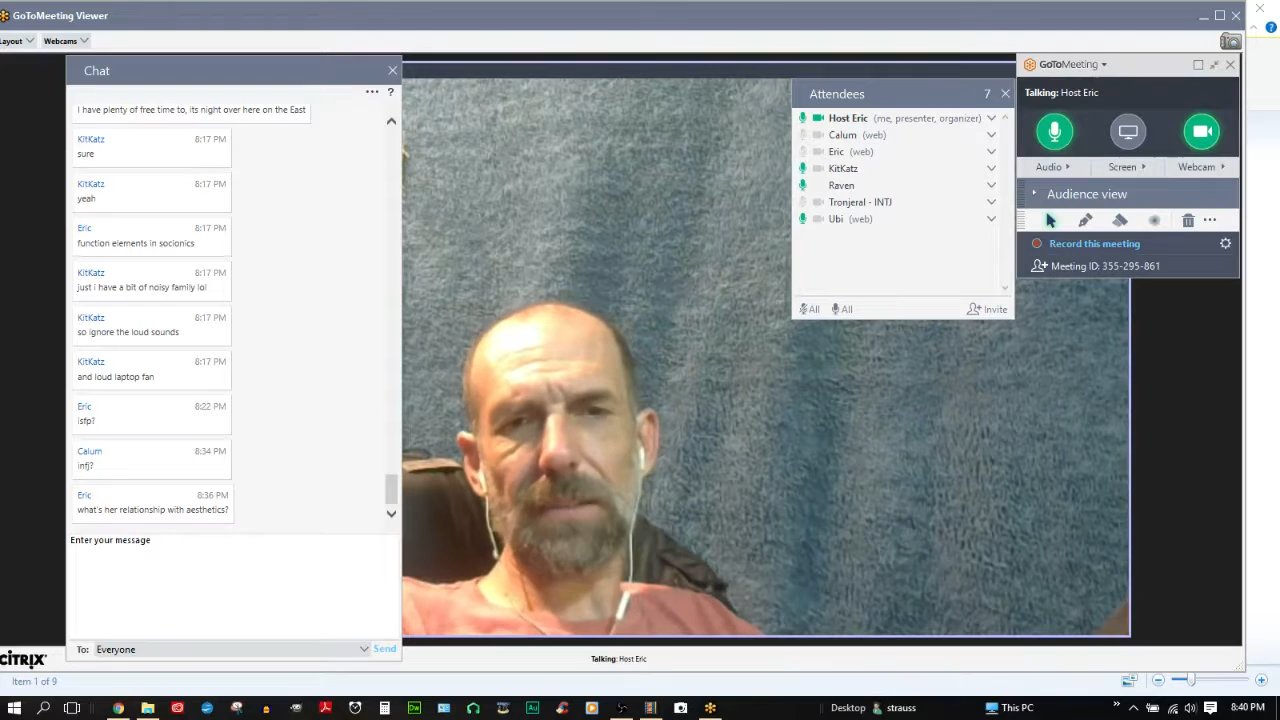 GoToMeeting Viewer
Layout
Webcams
Chat
... ?
I have plenty of free time to, its night over here on the East
KitKatz 8:17 PM
sure
KitKatz 8:17 PM
yeah
Eric 8:17 PM
function elements in socionics
KitKatz 8:17 PM
just i have a bit of noisy family lol
KitKatz 8:17 PM
so ignore the loud sounds
KitKatz 8:17 PM
and loud laptop fan
Eric 8:22 PM
isfp?
Calum 8:34 PM
infj?
Eric 8:36 PM
what's her relationship with aesthetics?
Enter your message
To: Everyone Send
Attendees 7
Host Eric (me, presenter, organizer)
Calum (web)
Eric (web)
KitKatz
Raven
Tronjeral - INTJ
Ubi (web)
All All Invite
GoToMeeting
Talking: Host Eric
Audio Screen Webcam
Audience view
Record this meeting
Meeting ID: 355-295-861
CITRIX
Talking: Host Eric
Item 1 of 9
Desktop strauss This PC 8:40 PM